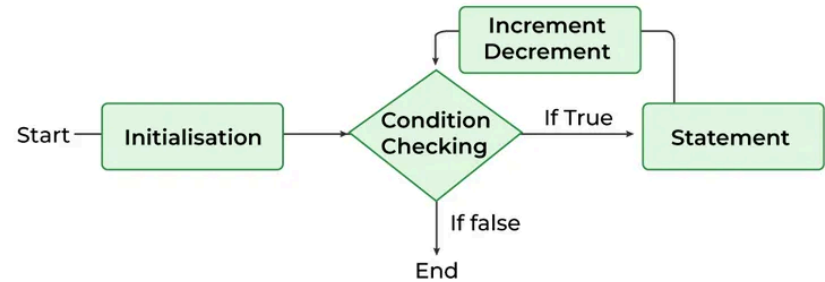 Increment
Decrement
Start
Initialisation
Condition
Checking
If True
Statement
If false
End